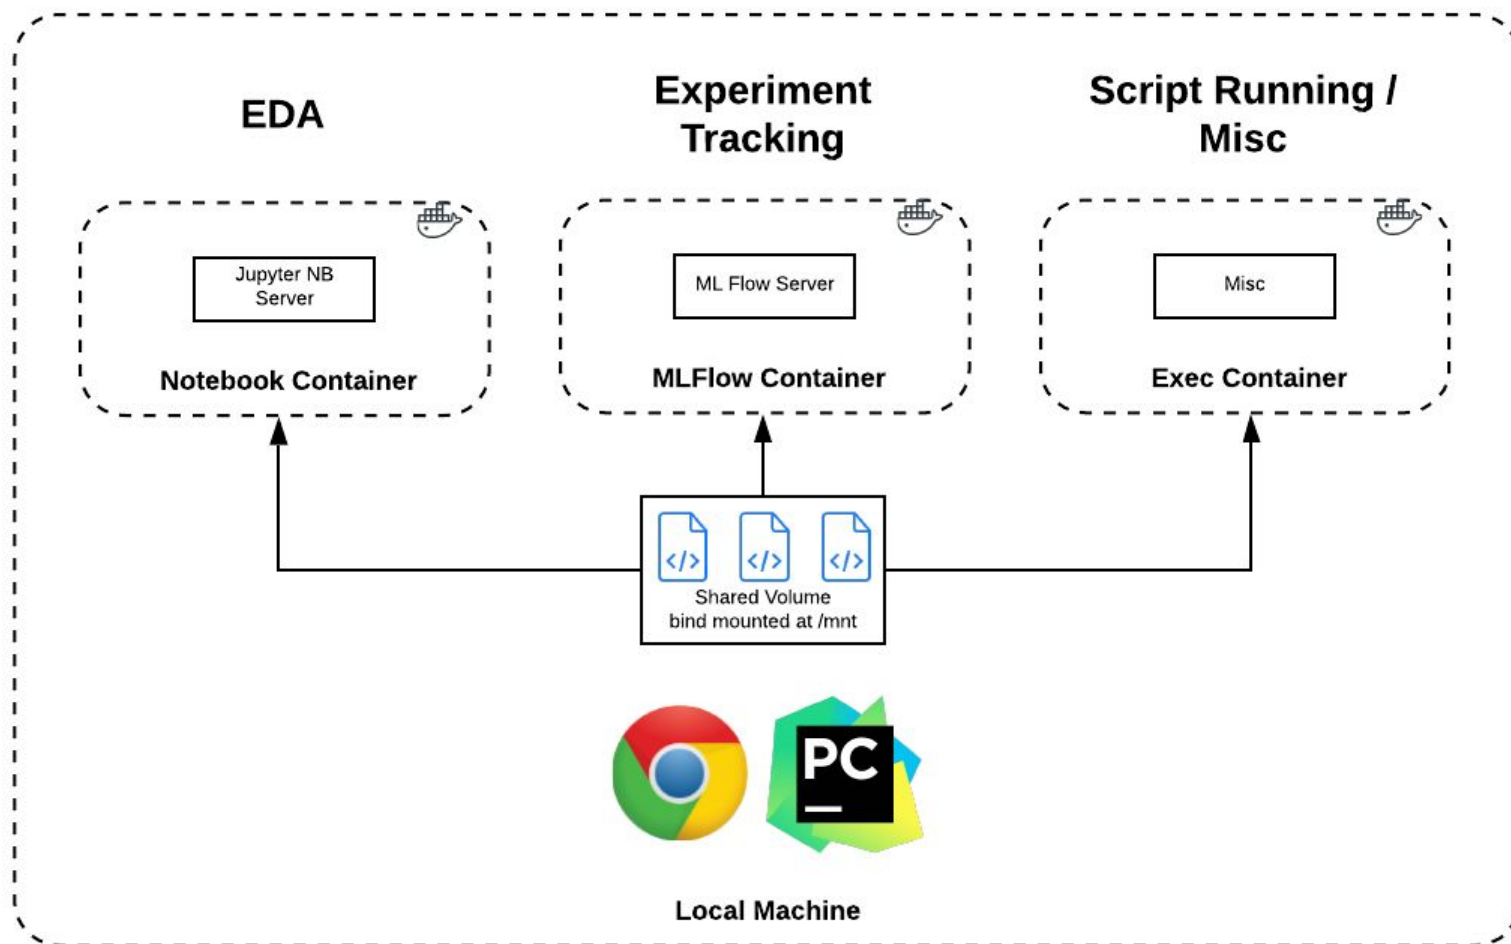 EDA
Experiment
Tracking
Script Running /
Misc
Jupyter NB
Server
Notebook Container
ML Flow Server
MLFlow Container
Misc
Exec Container
</>
</>
</>
Shared Volume
bind mounted at /mnt
PC
Local Machine